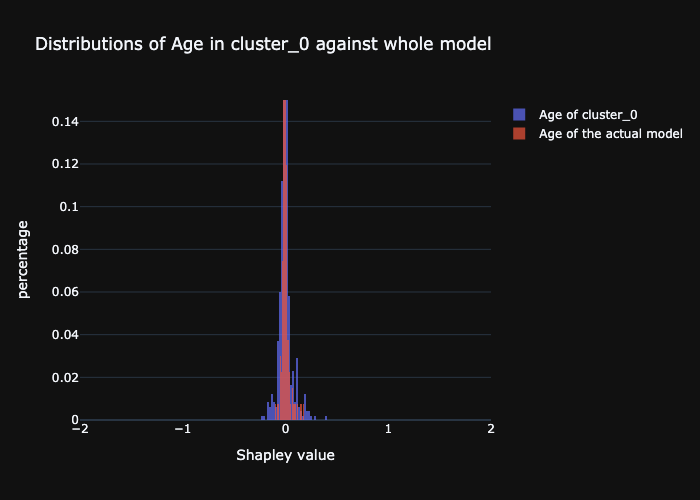 Distributions of Age in cluster_0 against whole model
Age of cluster_0
Age of the actual model
percentage
0.14
0.12
0.1
0.08
0.06
0.04
0.02
0
−2
−1
0
1
2
Shapley value